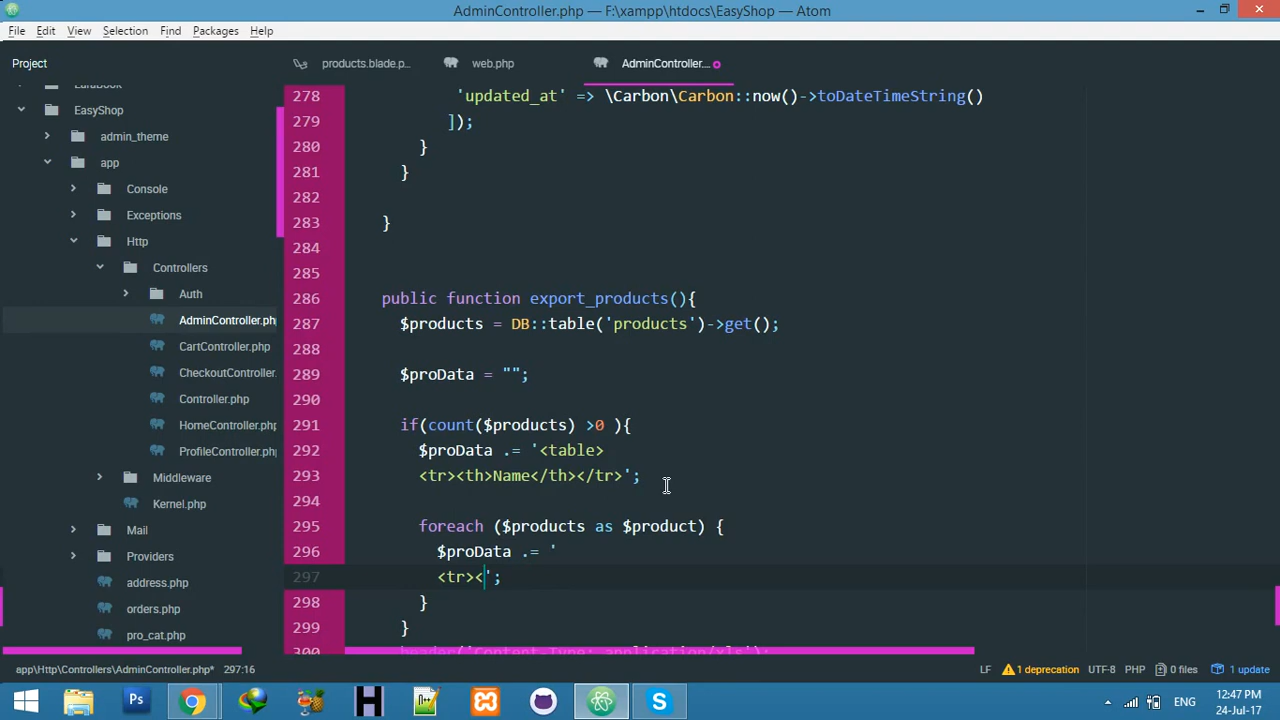 AdminController.php — F:\xampp\htdocs\EasyShop — Atom
File Edit View Selection Find Packages Help
Project
products.blade.p...
web.php
AdminController....
EasyShop
admin_theme
app
Console
Exceptions
Http
Controllers
Auth
AdminController.php
CartController.php
CheckoutController.
Controller.php
HomeController.php
ProfileController.php
Middleware
Kernel.php
Mail
Providers
address.php
orders.php
pro_cat.php
278 'updated_at' => \Carbon\Carbon::now()->toDateTimeString()
279 ]);
280 }
281 }
282
283 }
284
285
286 public function export_products(){
287 $products = DB::table('products')->get();
288
289 $proData = "";
290
291 if(count($products) >0 ){
292 $proData .= '<table>
293 <tr><th>Name</th></tr>';
294
295 foreach ($products as $product) {
296 $proData .= '
297 <tr><';
298 }
299 }
300 header('Content-Type: application/xls');
app\Http\Controllers\AdminController.php* 297:16
LF 1 deprecation UTF-8 PHP 0 files 1 update
Ps
H
ENG
12:47 PM
24-Jul-17